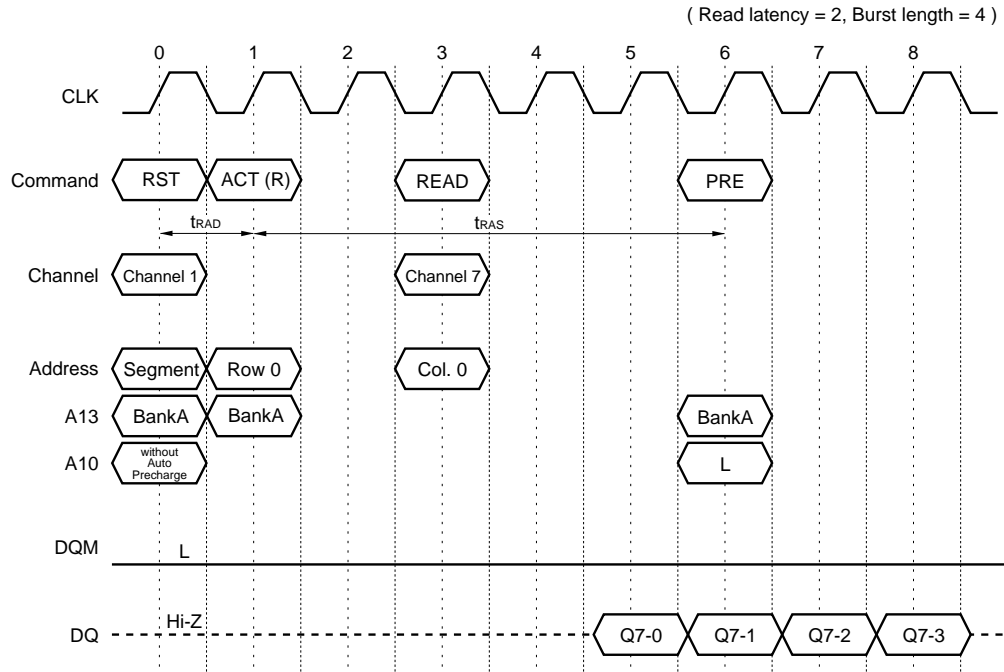 ( Read latency = 2, Burst length = 4 )
0 1 2 3 4 5 6 7 8
CLK
Command RST ACT (R) READ PRE
tRAD tRAS
Channel Channel 1 Channel 7
Address Segment Row 0 Col. 0
A13 BankA BankA BankA
A10 without Auto Precharge L
DQM L
DQ Hi-Z Q7-0 Q7-1 Q7-2 Q7-3